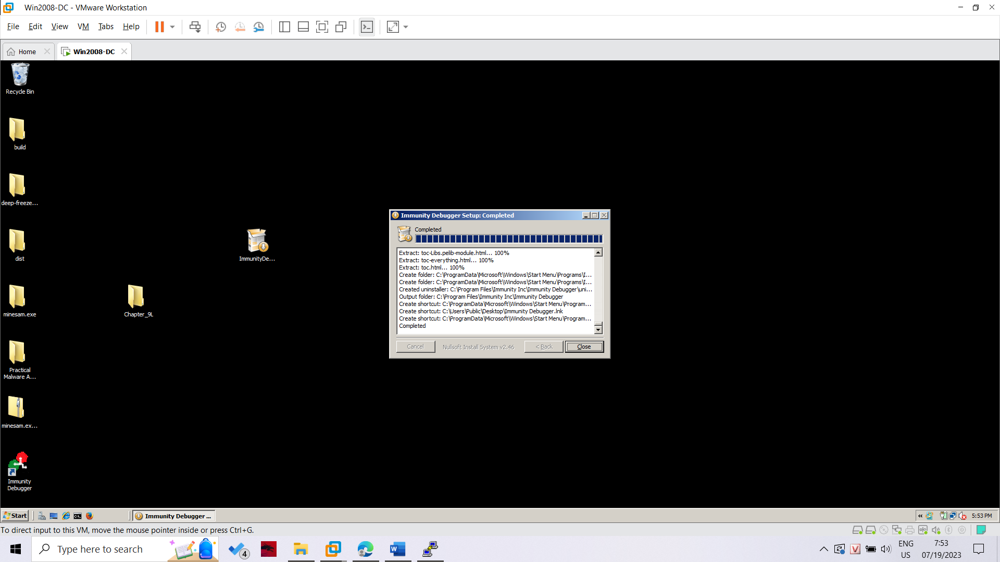 Win2008-DC - VMware Workstation
File Edit View VM Tabs Help
Home
Win2008-DC
Recycle Bin
build
deep-freeze...
dist
ImmunityDe...
minesam.exe
Chapter_9L
Practical
Malware A...
minesam.ex...
Immunity
Debugger
Immunity Debugger Setup: Completed
Completed
Extract: toc-Libs.pelib-module.html... 100%
Extract: toc-everything.html... 100%
Extract: toc.html... 100%
Create folder: C:\ProgramData\Microsoft\Windows\Start Menu\Programs\I...
Create folder: C:\ProgramData\Microsoft\Windows\Start Menu\Programs\I...
Created uninstaller: C:\Program Files\Immunity Inc\Immunity Debugger\uni...
Output folder: C:\Program Files\Immunity Inc\Immunity Debugger
Create shortcut: C:\ProgramData\Microsoft\Windows\Start Menu\Program...
Create shortcut: C:\Users\Public\Desktop\Immunity Debugger.lnk
Create shortcut: C:\ProgramData\Microsoft\Windows\Start Menu\Program...
Completed
Cancel
Nullsoft Install System v2.46
< Back
Close
Start
Immunity Debugger ...
5:53 PM
To direct input to this VM, move the mouse pointer inside or press Ctrl+G.
Type here to search
4
ENG
US
7:53
07/19/2023